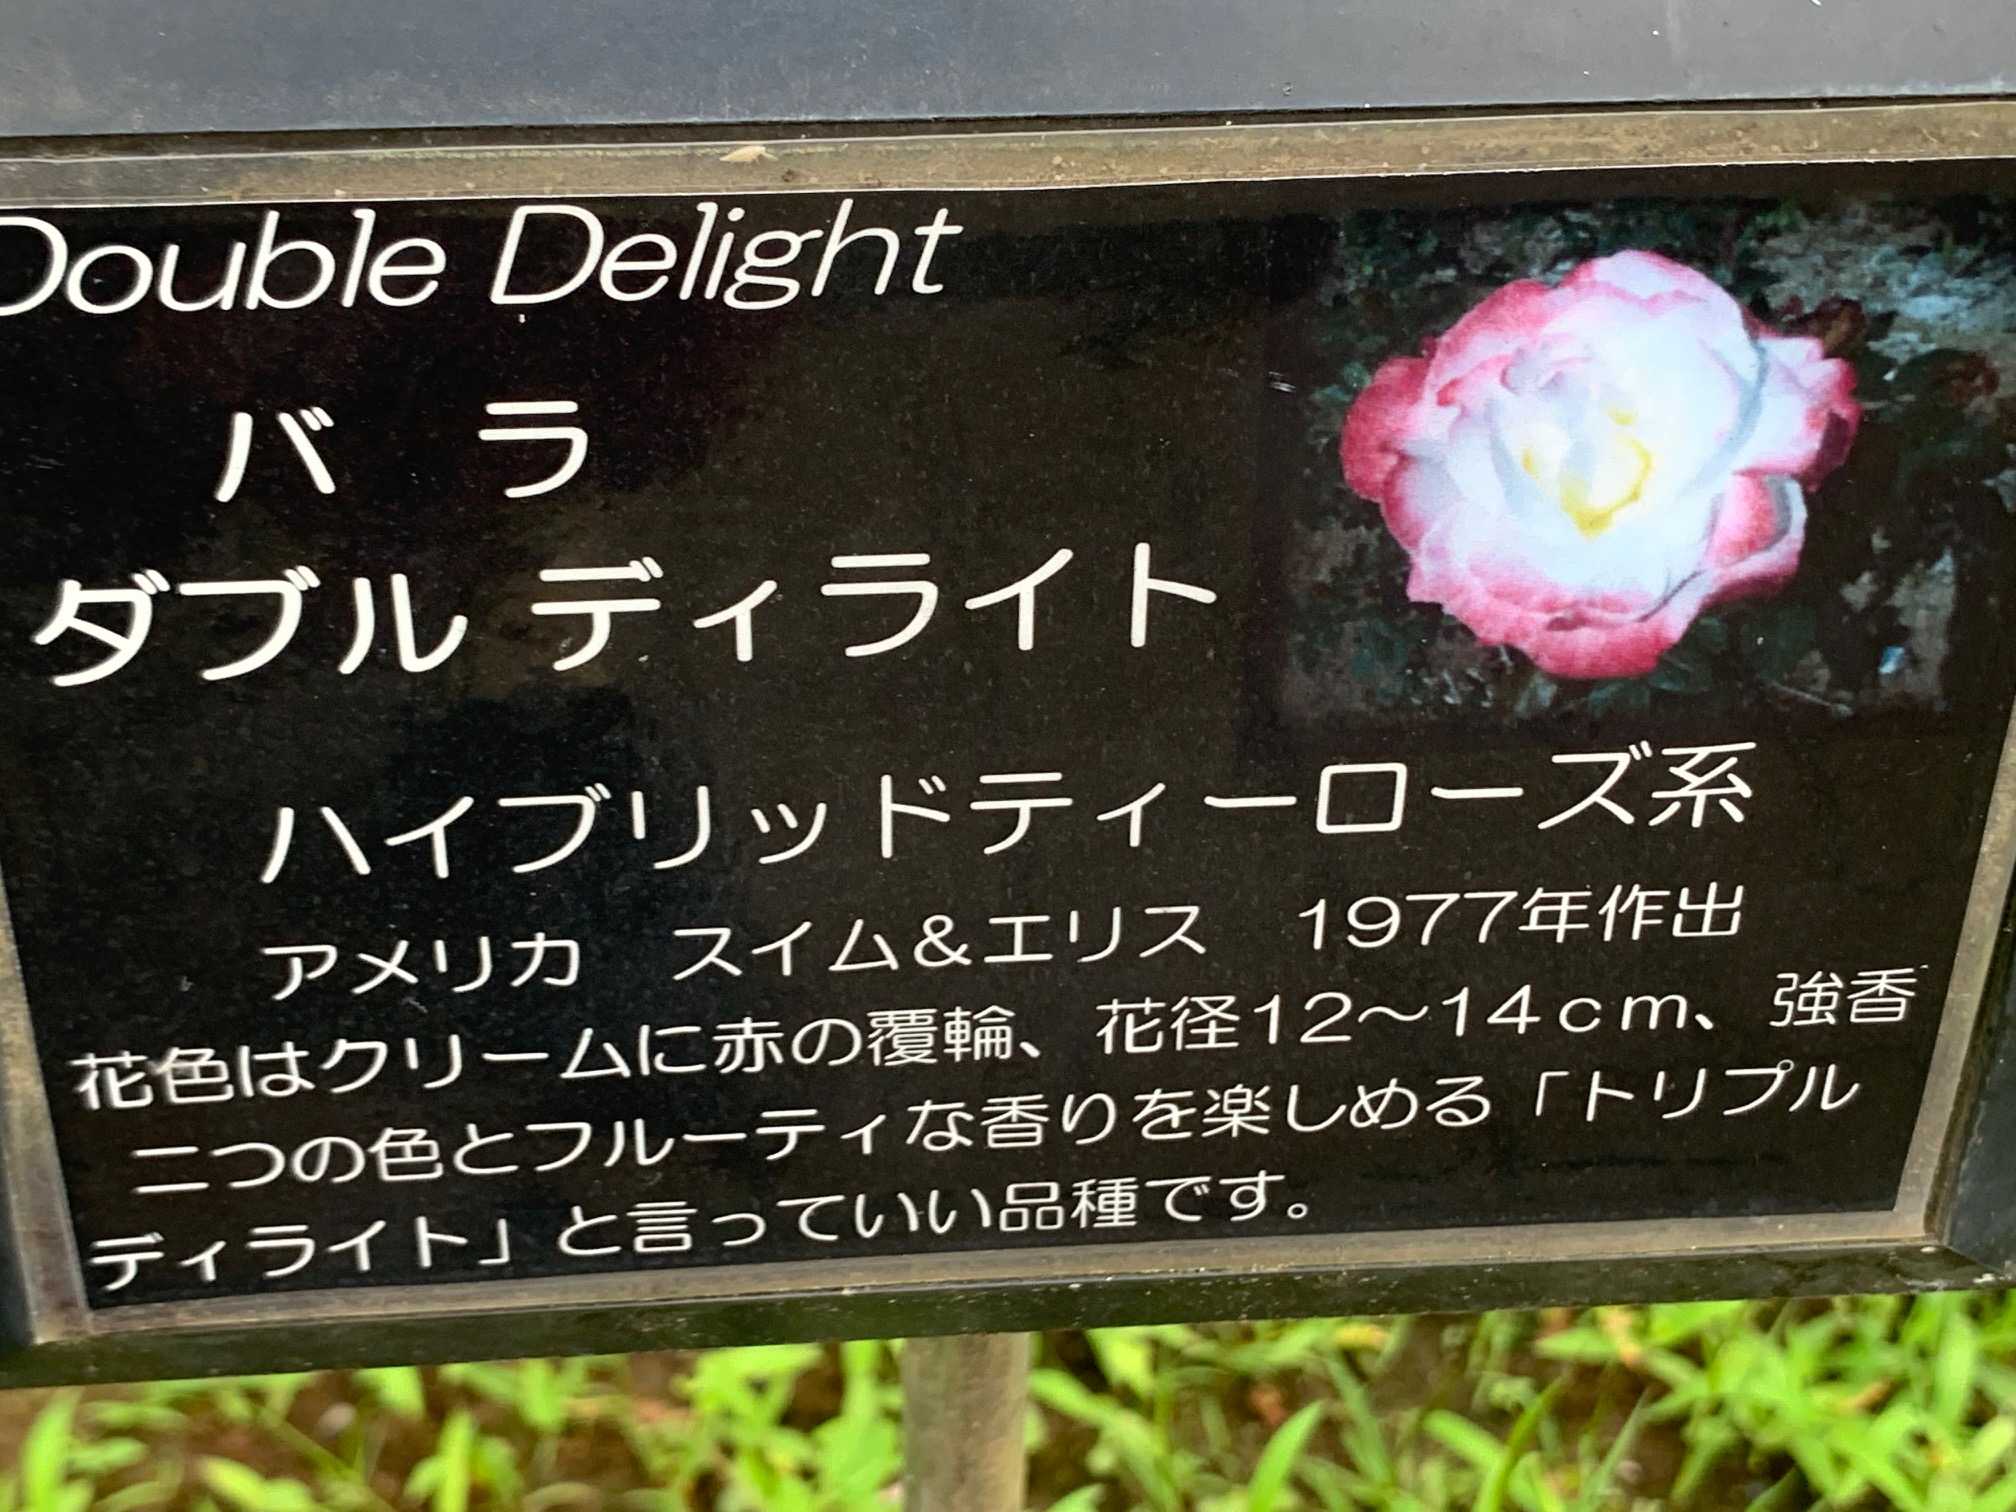 Double Delight
バラ
ダブル ディライト
ハイブリッドティーローズ系
アメリカ　スイム&エリス　1977年作出
花色はクリームに赤の覆輪、花径12～14cm、強香
二つの色とフルーティな香りを楽しめる「トリプル
ディライト」と言っていい品種です。